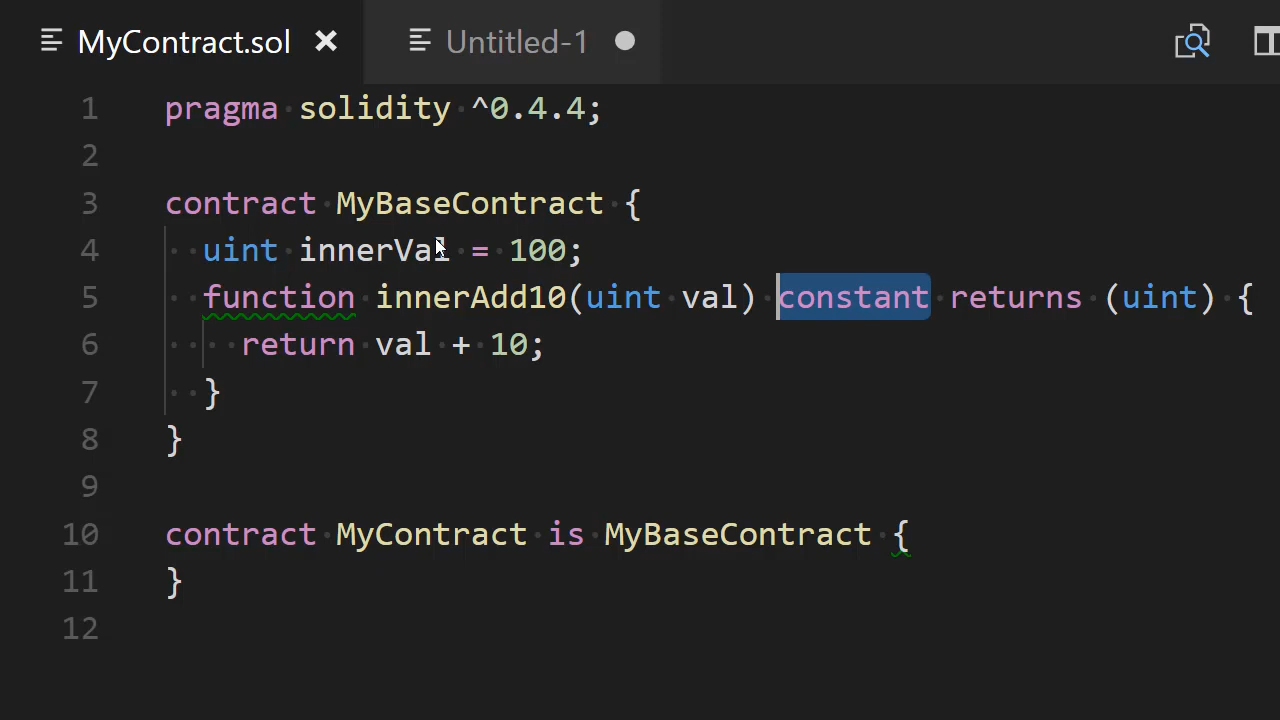 MyContract.sol
Untitled-1
1 pragma solidity ^0.4.4;
2
3 contract MyBaseContract {
4 uint innerVal = 100;
5 function innerAdd10(uint val) constant returns (uint) {
6 return val + 10;
7 }
8 }
9
10 contract MyContract is MyBaseContract {
11 }
12